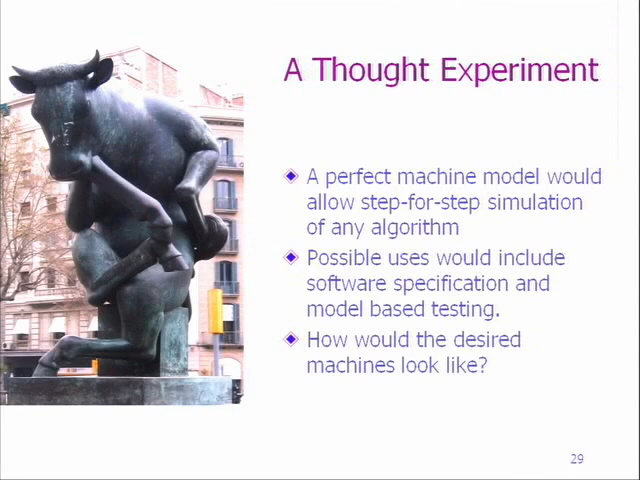 A Thought Experiment
A perfect machine model would
allow step-for-step simulation
of any algorithm
Possible uses would include
software specification and
model based testing.
How would the desired
machines look like?
29